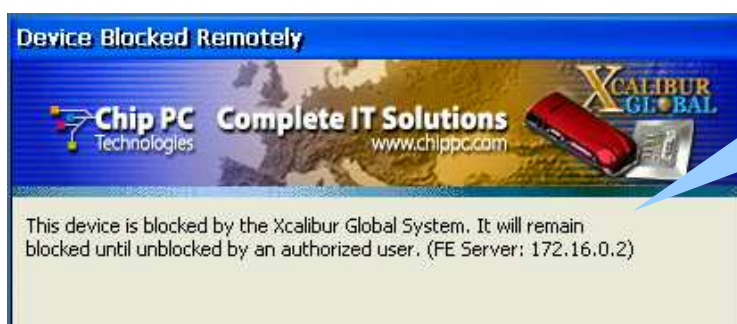 Device Blocked Remotely
Chip PC
Technologies
Complete IT Solutions
www.chippc.com
XCALIBUR
GLOBAL
This device is blocked by the Xcalibur Global System. It will remain
blocked until unblocked by an authorized user. (FE Server: 172.16.0.2)